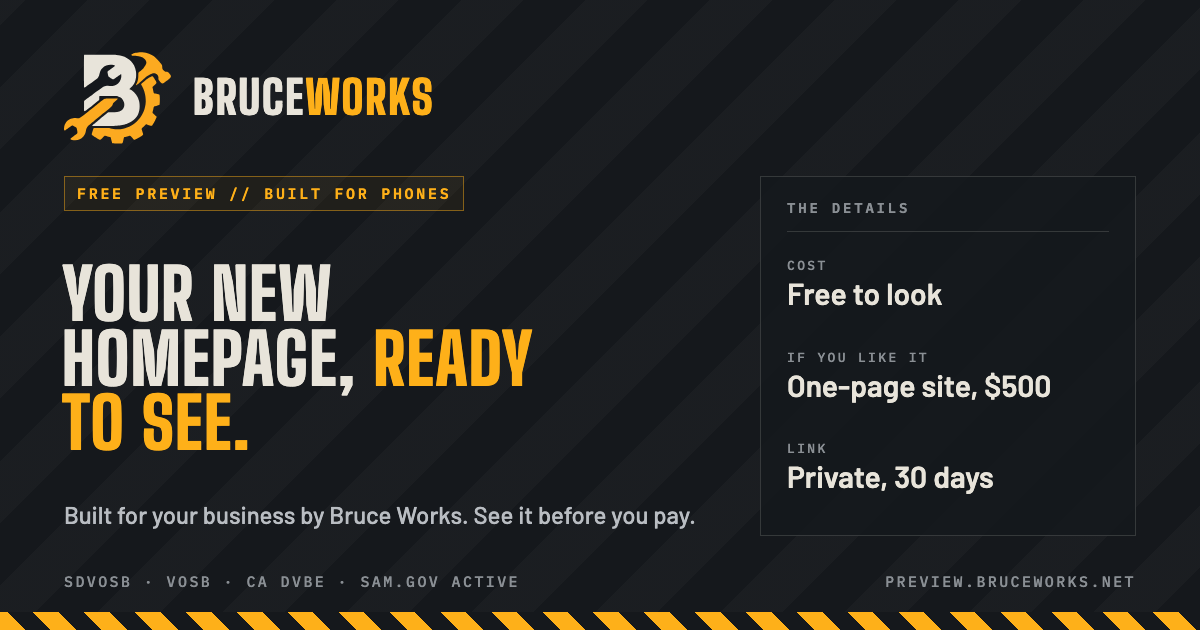 BRUCEWORKS
FREE PREVIEW // BUILT FOR PHONES
YOUR NEW
HOMEPAGE, READY
TO SEE.
Built for your business by Bruce Works. See it before you pay.
THE DETAILS
COST
Free to look
IF YOU LIKE IT
One-page site, $500
LINK
Private, 30 days
SDVOSB · VOSB · CA DVBE · SAM.GOV ACTIVE
PREVIEW.BRUCEWORKS.NET